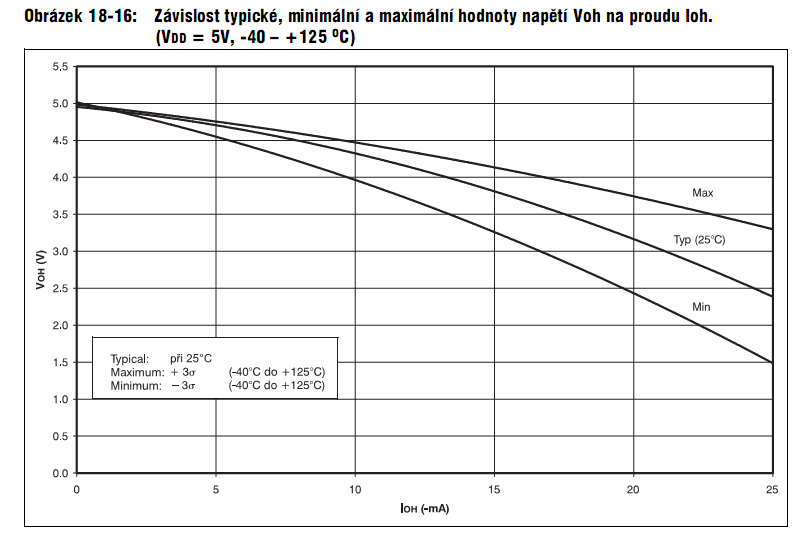 Obrázek 18-16: Závislost typické, minimální a maximální hodnoty napětí Voh na proudu Ioh.
(VDD = 5V, -40 – +125 ⁰C)
5.5
5.0
4.5
4.0
3.5
3.0
2.5
2.0
1.5
1.0
0.5
0.0
VOH (V)
Max
Typ (25°C)
Min
Typical: při 25°C
Maximum: + 3σ (-40°C do +125°C)
Minimum: − 3σ (-40°C do +125°C)
0 5 10 15 20 25
IOH (-mA)